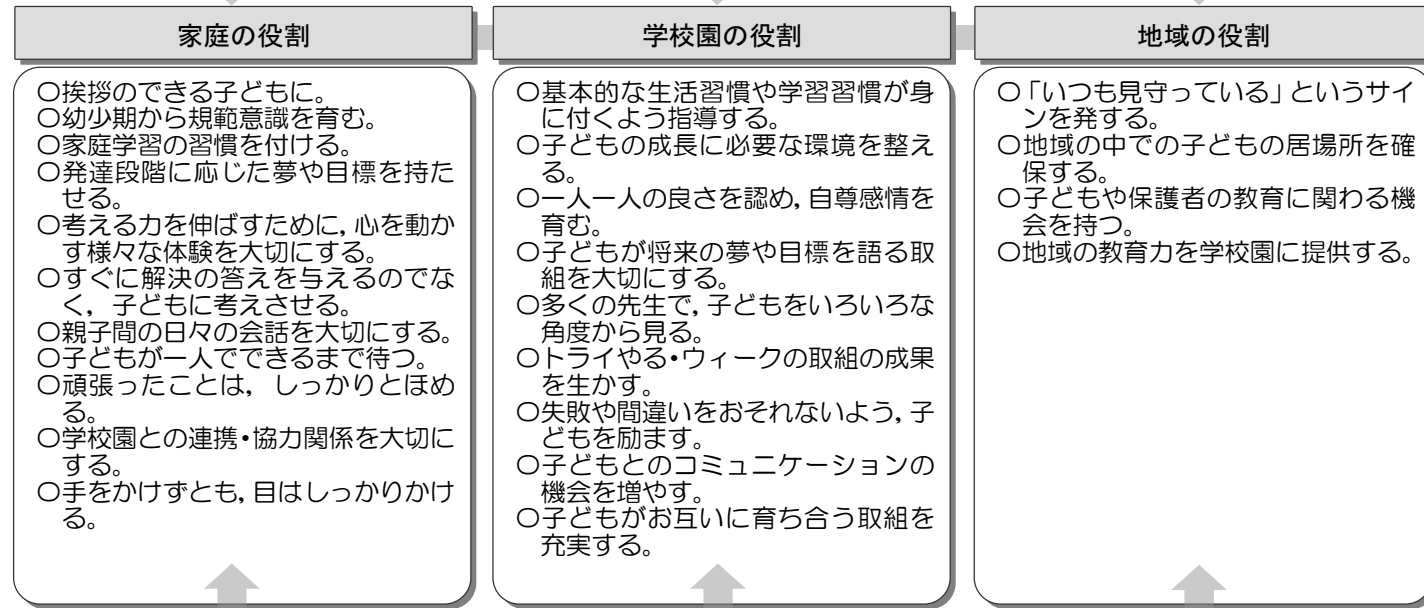 家庭の役割
〇挨拶のできる子どもに。
〇幼少期から規範意識を育む。
〇家庭学習の習慣を付ける。
〇発達段階に応じた夢や目標を持た
せる。
〇考える力を伸ばすために，心を動か
す様々な体験を大切にする。
〇すぐに解決の答えを与えるのでな
く，子どもに考えさせる。
〇親子間の日々の会話を大切にする。
〇子どもが一人でできるまで待つ。
〇頑張ったことは，しっかりとほめ
る。
〇学校園との連携・協力関係を大切に
する。
〇手をかけずとも，目はしっかりかけ
る。
学校園の役割
〇基本的な生活習慣や学習習慣が身
に付くよう指導する。
〇子どもの成長に必要な環境を整え
る。
〇一人一人の良さを認め，自尊感情を
育む。
〇子どもが将来の夢や目標を語る取
組を大切にする。
〇多くの先生で，子どもをいろいろな
角度から見る。
〇トライやる・ウィークの取組の成果
を生かす。
〇失敗や間違いをおそれないよう，子
どもを励ます。
〇子どもとのコミュニケーションの
機会を増やす。
〇子どもがお互いに育ち合う取組を
充実する。
地域の役割
〇「いつも見守っている」というサイ
ンを発する。
〇地域の中での子どもの居場所を確
保する。
〇子どもや保護者の教育に関わる機
会を持つ。
〇地域の教育力を学校園に提供する。